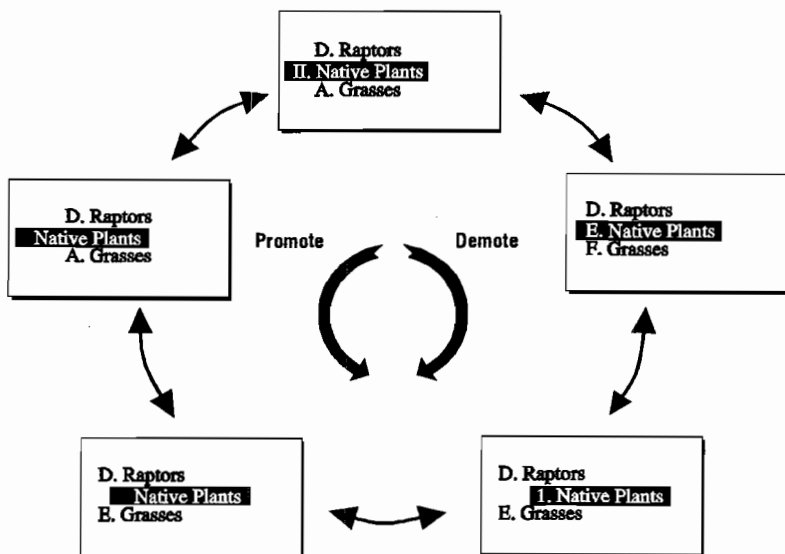 D. Raptors
II. Native Plants
A. Grasses
D. Raptors
Native Plants
A. Grasses
Promote
Demote
D. Raptors
E. Native Plants
F. Grasses
D. Raptors
Native Plants
E. Grasses
D. Raptors
1. Native Plants
E. Grasses